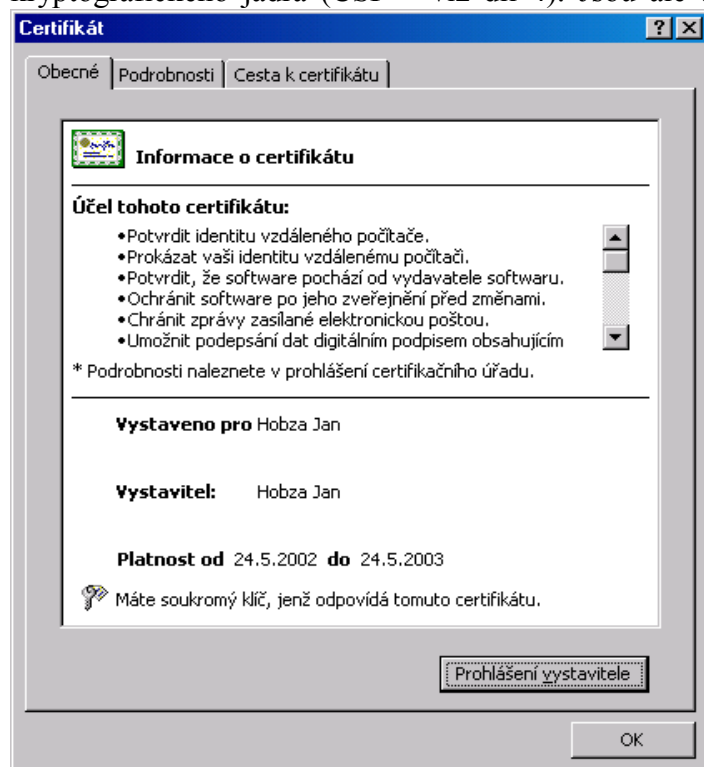 jádra
Certifikát
Obecné Podrobnosti Cesta k certifikátu
Informace o certifikátu
Účel tohoto certifikátu:
•Potvrdit identitu vzdáleného počítače.
•Prokázat vaši identitu vzdálenému počítači.
•Potvrdit, že software pochází od vydavatele softwaru.
•Ochránit software po jeho zveřejnění před změnami.
•Chránit zprávy zasílané elektronickou poštou.
•Umožnit podepsání dat digitálním podpisem obsahujícím
* Podrobnosti naleznete v prohlášení certifikačního úřadu.
Vystaveno pro Hobza Jan
Vystavitel: Hobza Jan
Platnost od 24.5.2002 do 24.5.2003
Máte soukromý klíč, jenž odpovídá tomuto certifikátu.
Prohlášení vystavitele
OK